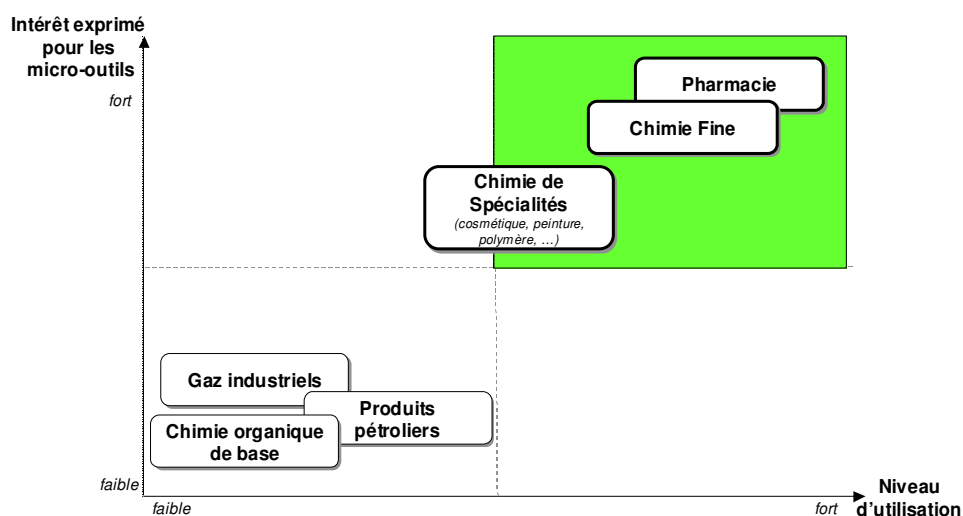 Intérêt exprimé
pour les
micro-outils
fort
Pharmacie
Chimie Fine
Chimie de
Spécialités
(cosmétique, peinture,
polymère, ...)
Gaz industriels
Produits
pétroliers
Chimie organique
de base
faible
faible
fort
Niveau
d'utilisation